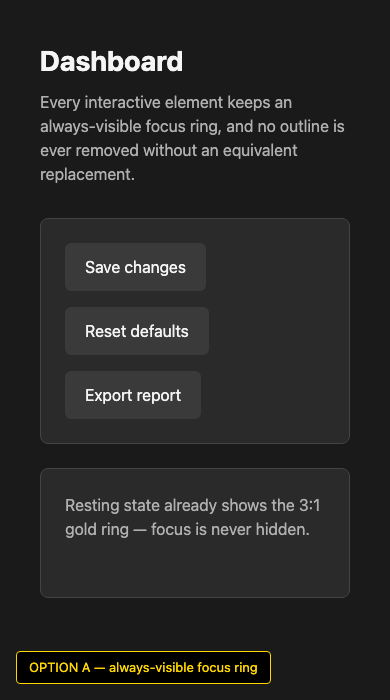 Dashboard
Every interactive element keeps an
always-visible focus ring, and no outline is
ever removed without an equivalent
replacement.
Save changes
Reset defaults
Export report
Resting state already shows the 3:1
gold ring — focus is never hidden.
OPTION A — always-visible focus ring